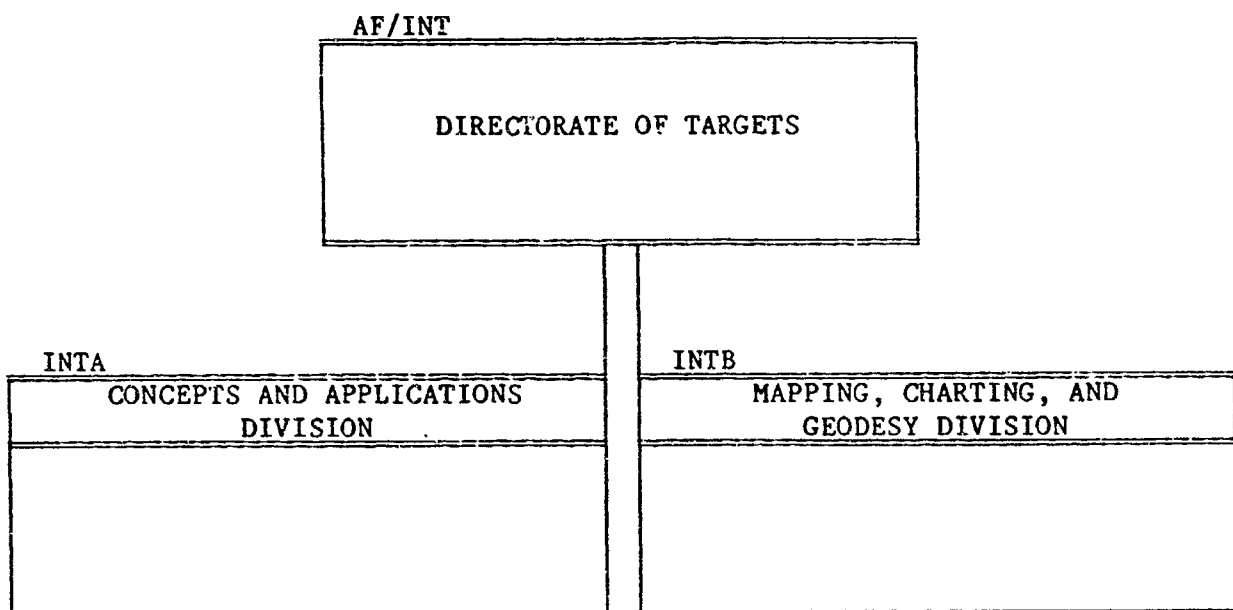 AF/INT
DIRECTORATE OF TARGETS
INTA
CONCEPTS AND APPLICATIONS
DIVISION
INTB
MAPPING, CHARTING, AND
GEODESY DIVISION